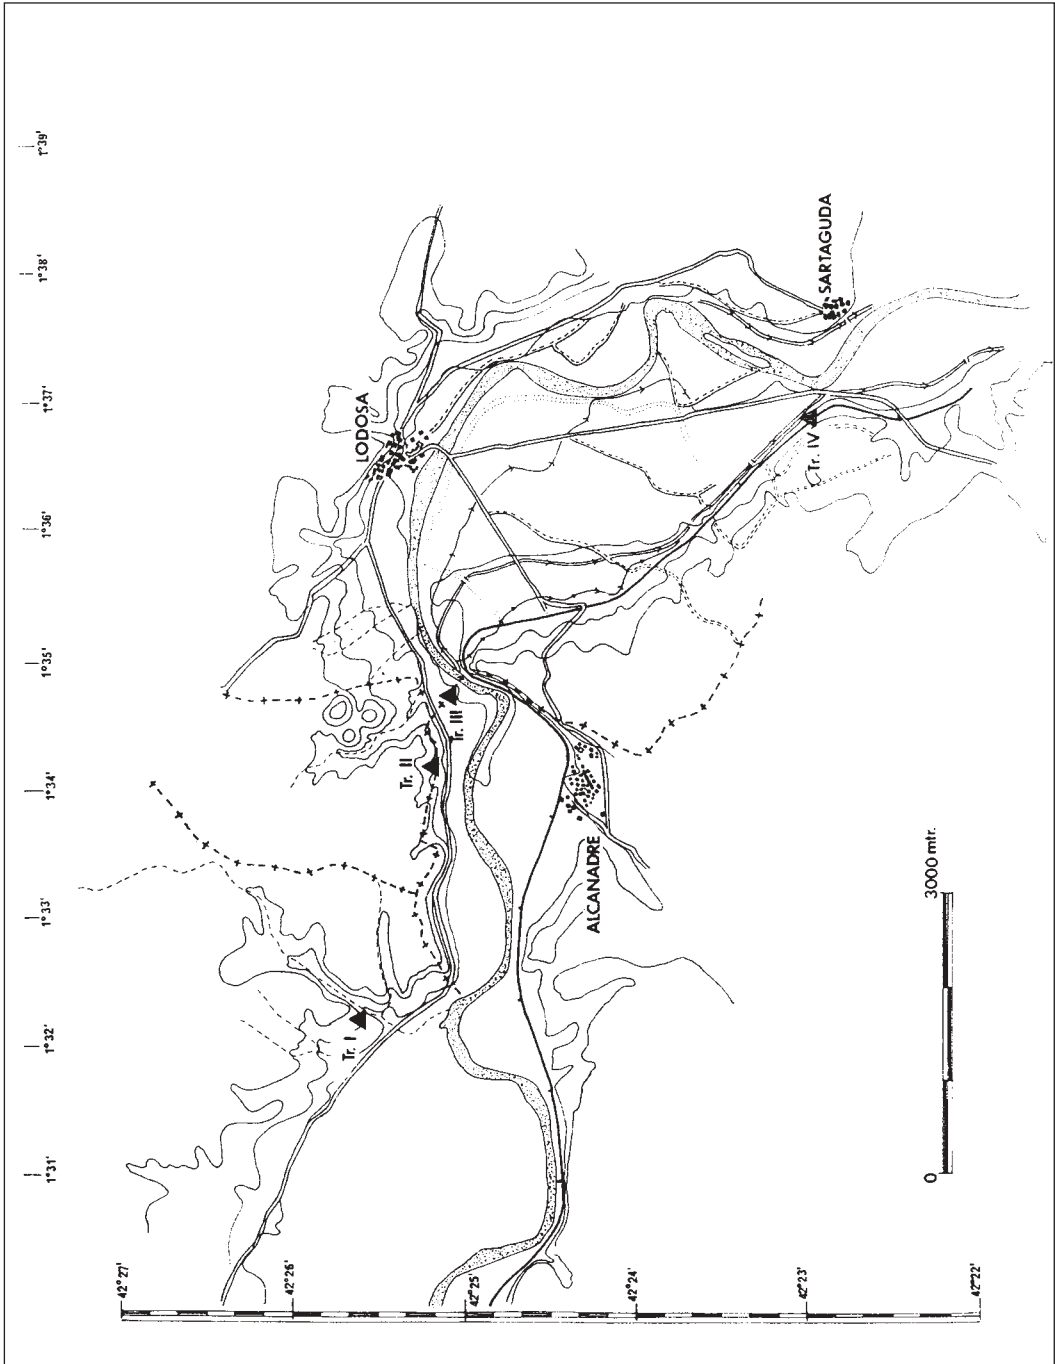 1°31'
1°32'
1°33'
1°34'
1°35'
1°36'
1°37'
1°38'
1°39'
42°27'
42°26'
42°25'
42°24'
42°23'
42°22'
LODOSA
SARTAGUDA
ALCANADRE
Tr. I
Tr. II
Tr. III
Tr. IV
0
3000 mtr.